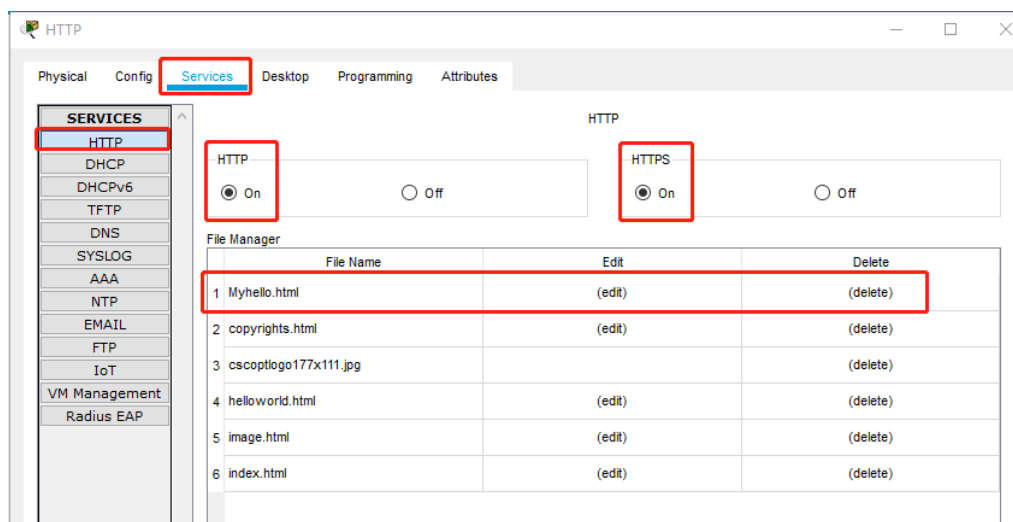 HTTP
Physical Config Services Desktop Programming Attributes
SERVICES
HTTP
DHCP
DHCPv6
TFTP
DNS
SYSLOG
AAA
NTP
EMAIL
FTP
IoT
VM Management
Radius EAP
HTTP
HTTP
On Off
HTTPS
On Off
File Manager
File Name Edit Delete
1 Myhello.html (edit) (delete)
2 copyrights.html (edit) (delete)
3 cscoptlogo177x111.jpg (delete)
4 helloworld.html (edit) (delete)
5 image.html (edit) (delete)
6 index.html (edit) (delete)